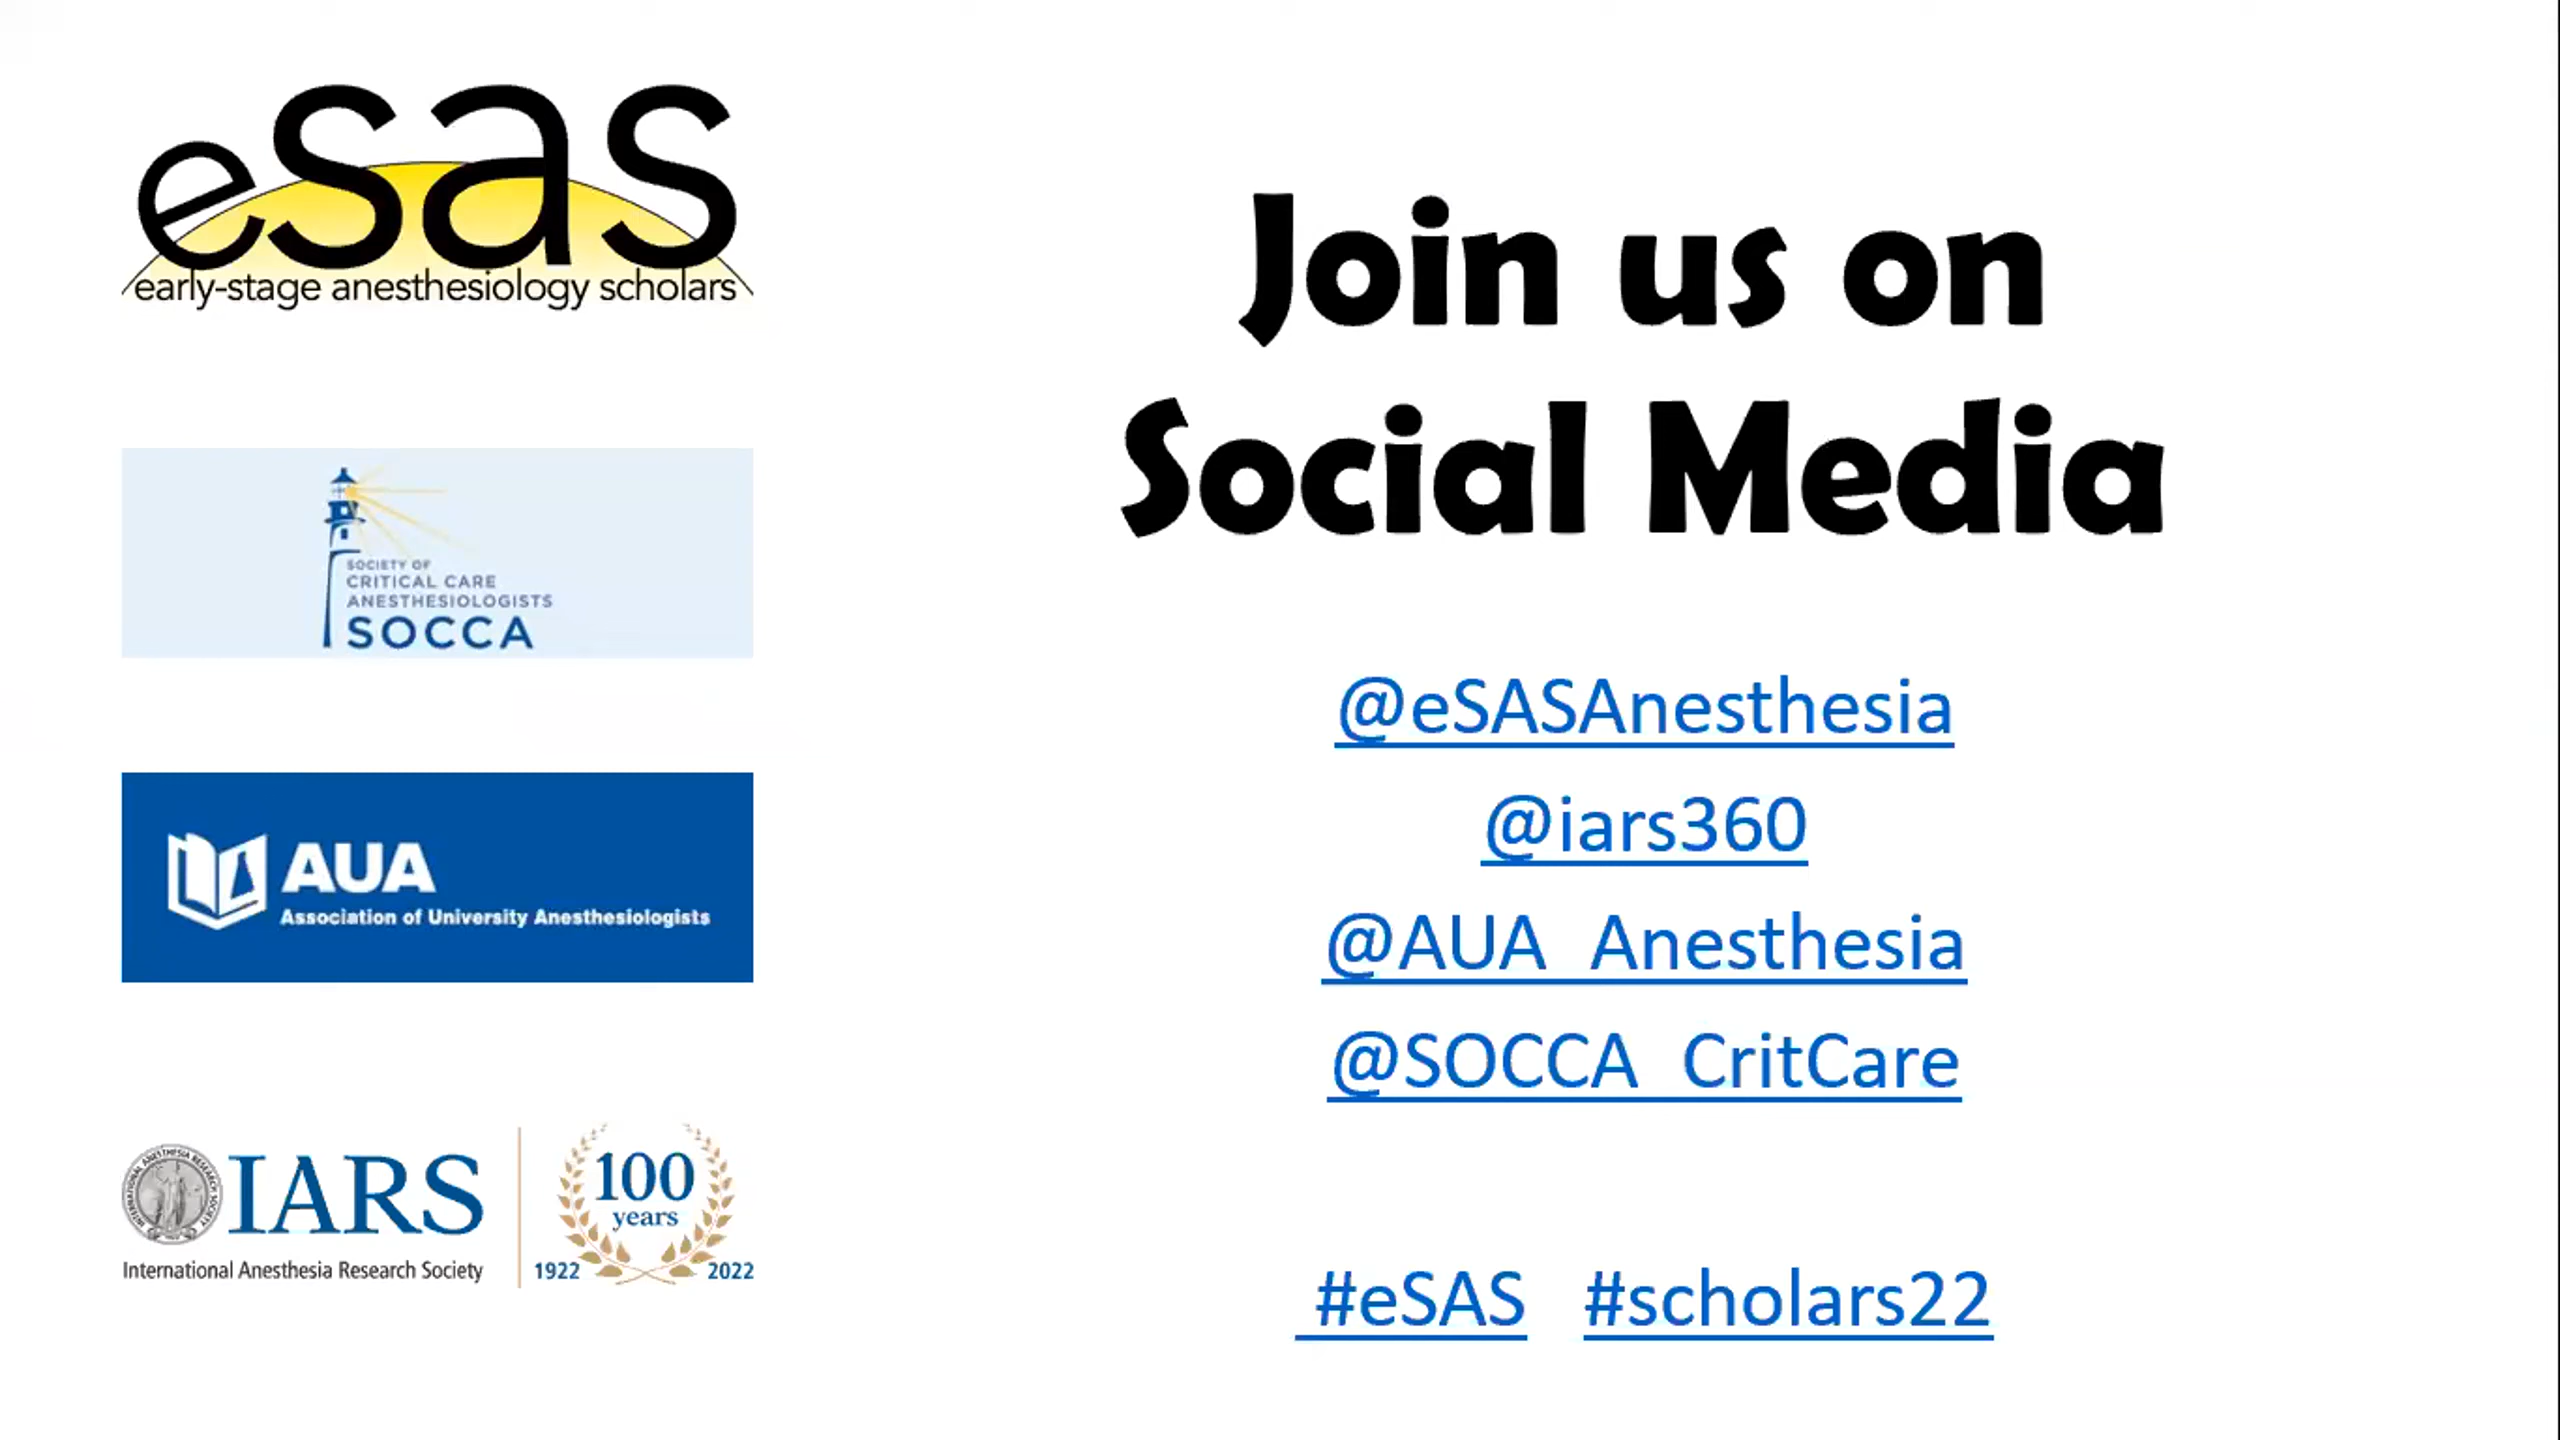 esas
early-stage anesthesiology scholars
SOCIETY OF
CRITICAL CARE
ANESTHESIOLOGISTS
SOCCA
AUA
Association of University Anesthesiologists
IARS
International Anesthesia Research Society
100
years
1922 2022
Join us on
Social Media
@eSASAnesthesia
@iars360
@AUA_Anesthesia
@SOCCA_CritCare
#eSAS #scholars22